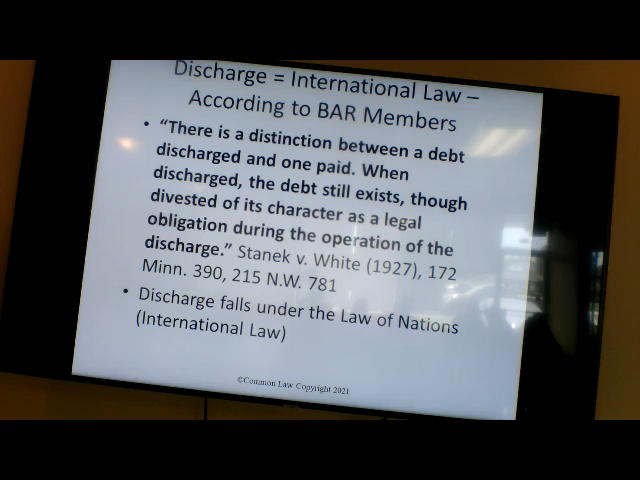 Discharge = International Law –
According to BAR Members
• “There is a distinction between a debt
discharged and one paid. When
discharged, the debt still exists, though
divested of its character as a legal
obligation during the operation of the
discharge.” Stanek v. White (1927), 172
Minn. 390, 215 N.W. 781
• Discharge falls under the Law of Nations
(International Law)
©Common Law Copyright 2021